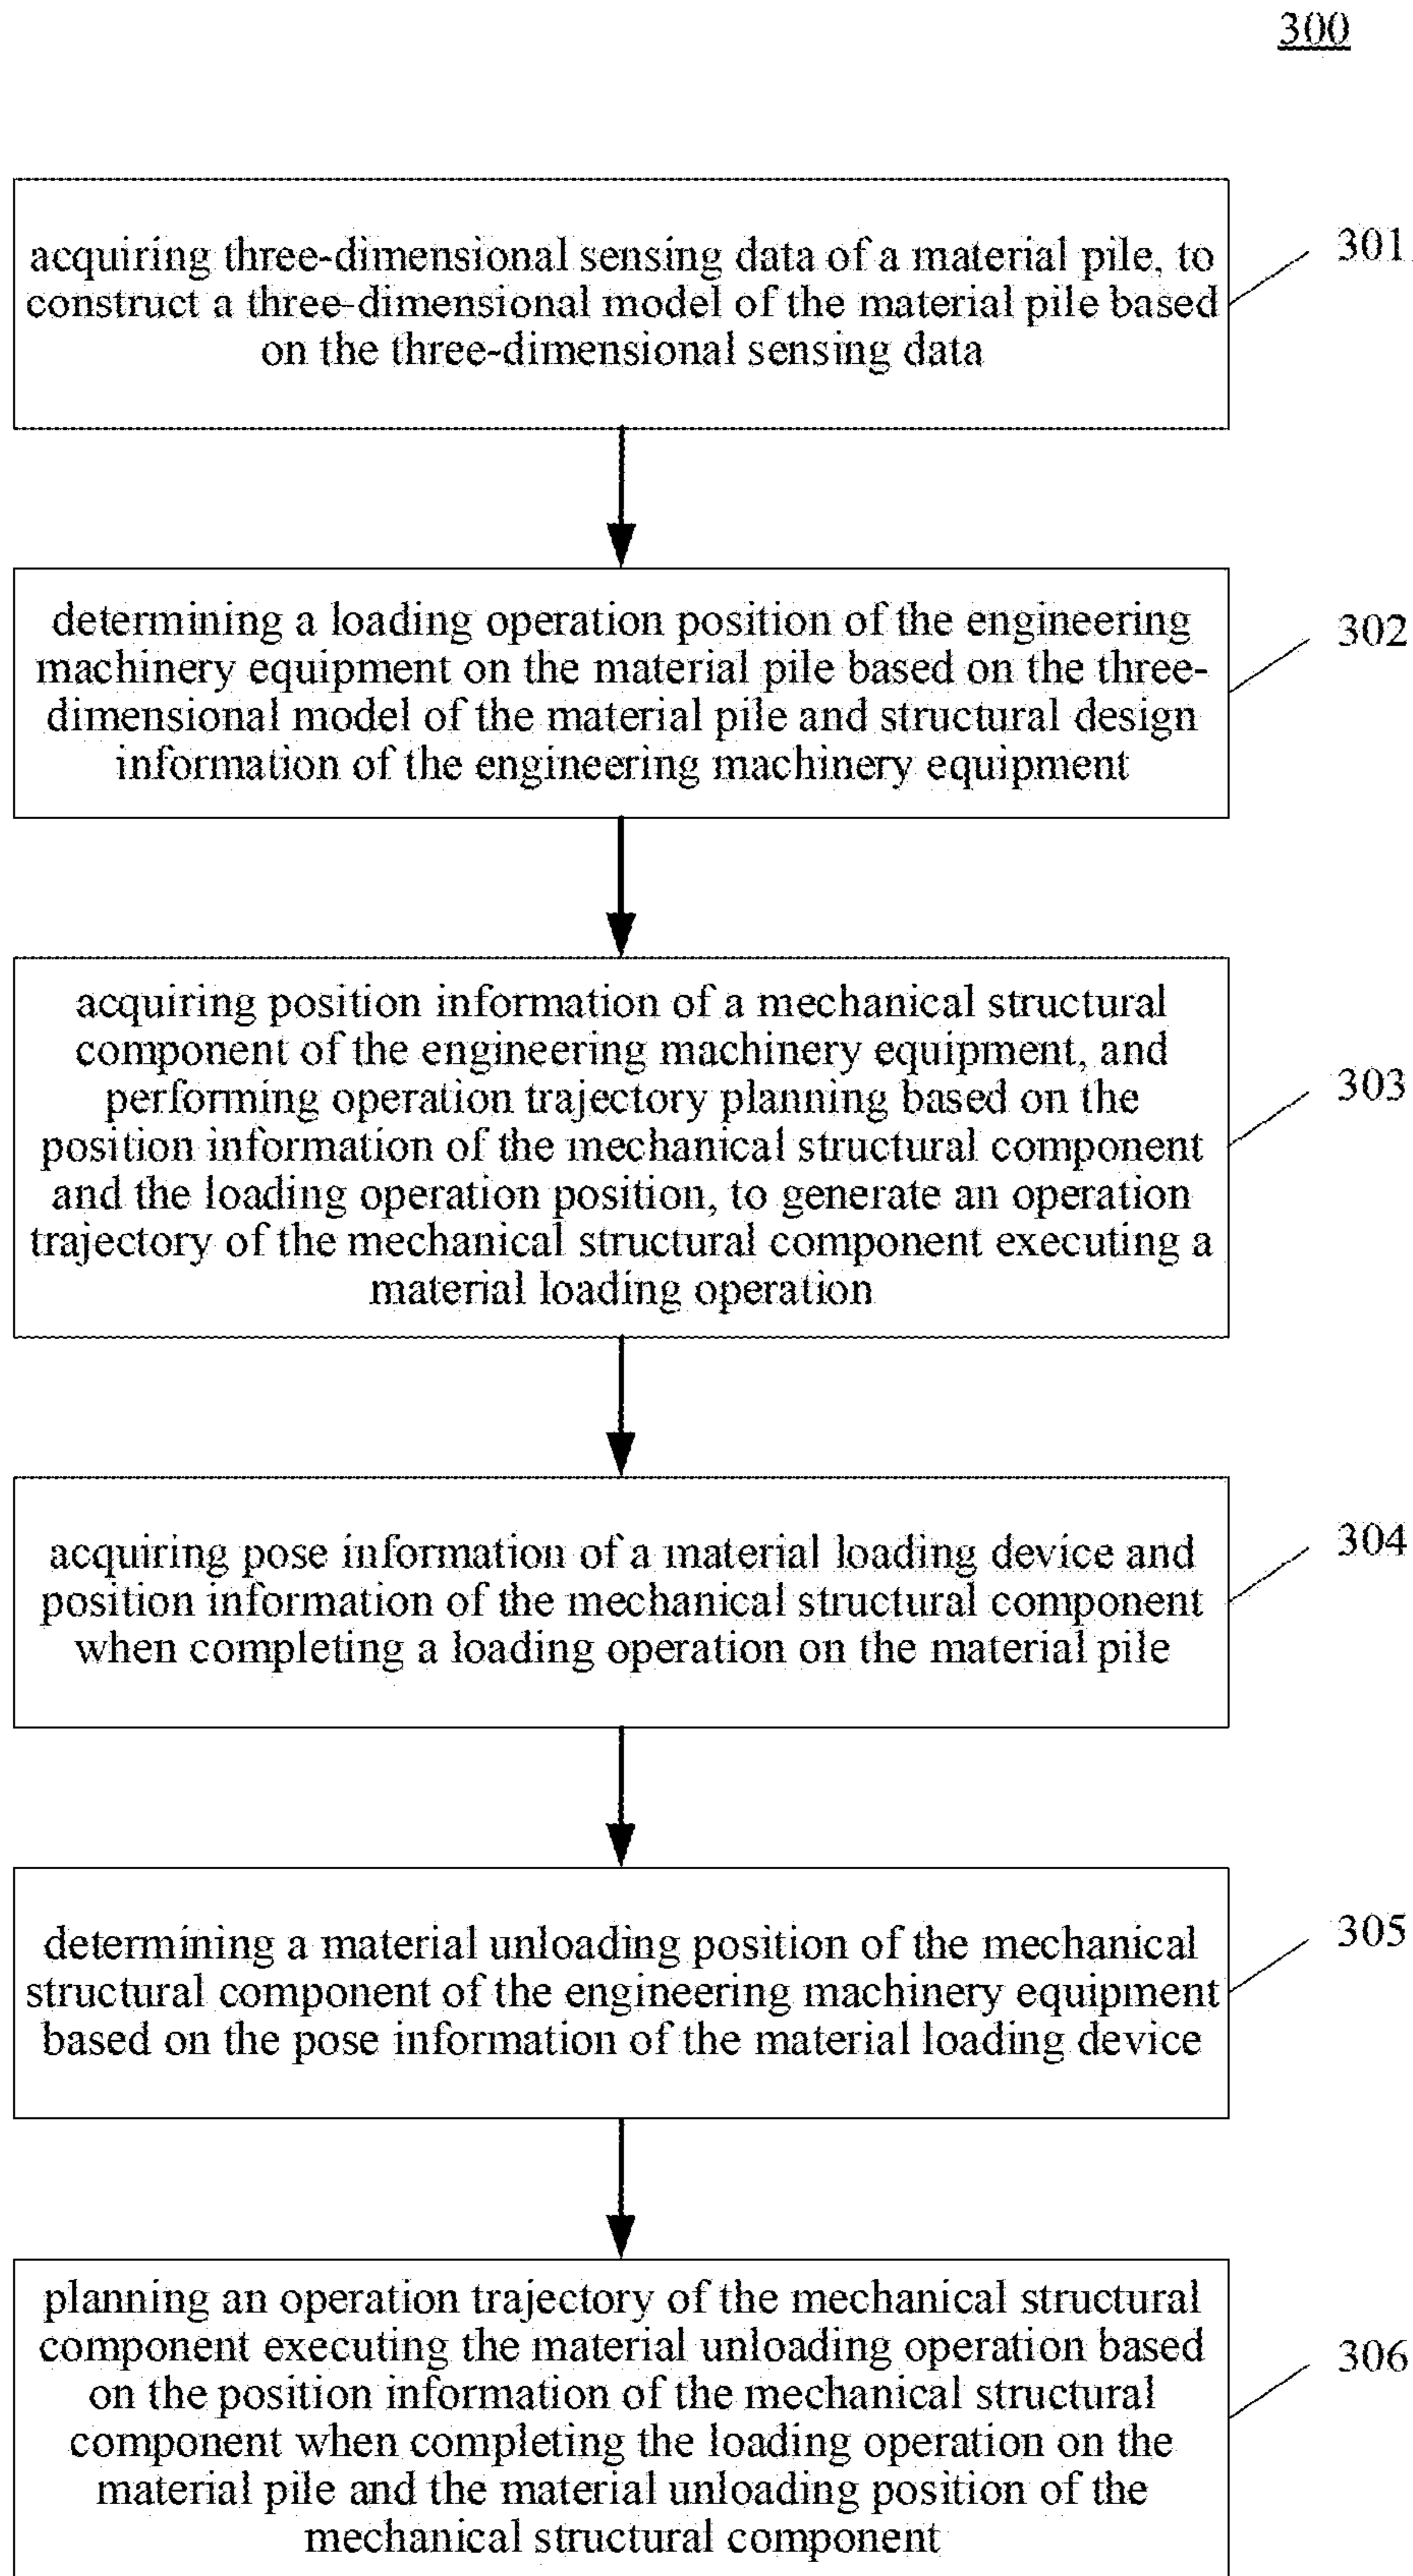 300
acquiring three-dimensional sensing data of a material pile, to
construct a three-dimensional model of the material pile based
on the three-dimensional sensing data
301
determining a loading operation position of the engineering
machinery equipment on the material pile based on the three-
dimensional model of the material pile and structural design
information of the engineering machinery equipment
302
acquiring position information of a mechanical structural
component of the engineering machinery equipment, and
performing operation trajectory planning based on the
position information of the mechanical structural component
and the loading operation position, to generate an operation
trajectory of the mechanical structural component executing a
material loading operation
303
acquiring pose information of a material loading device and
position information of the mechanical structural component
when completing a loading operation on the material pile
304
determining a material unloading position of the mechanical
structural component of the engineering machinery equipment
based on the pose information of the material loading device
305
planning an operation trajectory of the mechanical structural
component executing the material unloading operation based
on the position information of the mechanical structural
component when completing the loading operation on the
material pile and the material unloading position of the
mechanical structural component
306